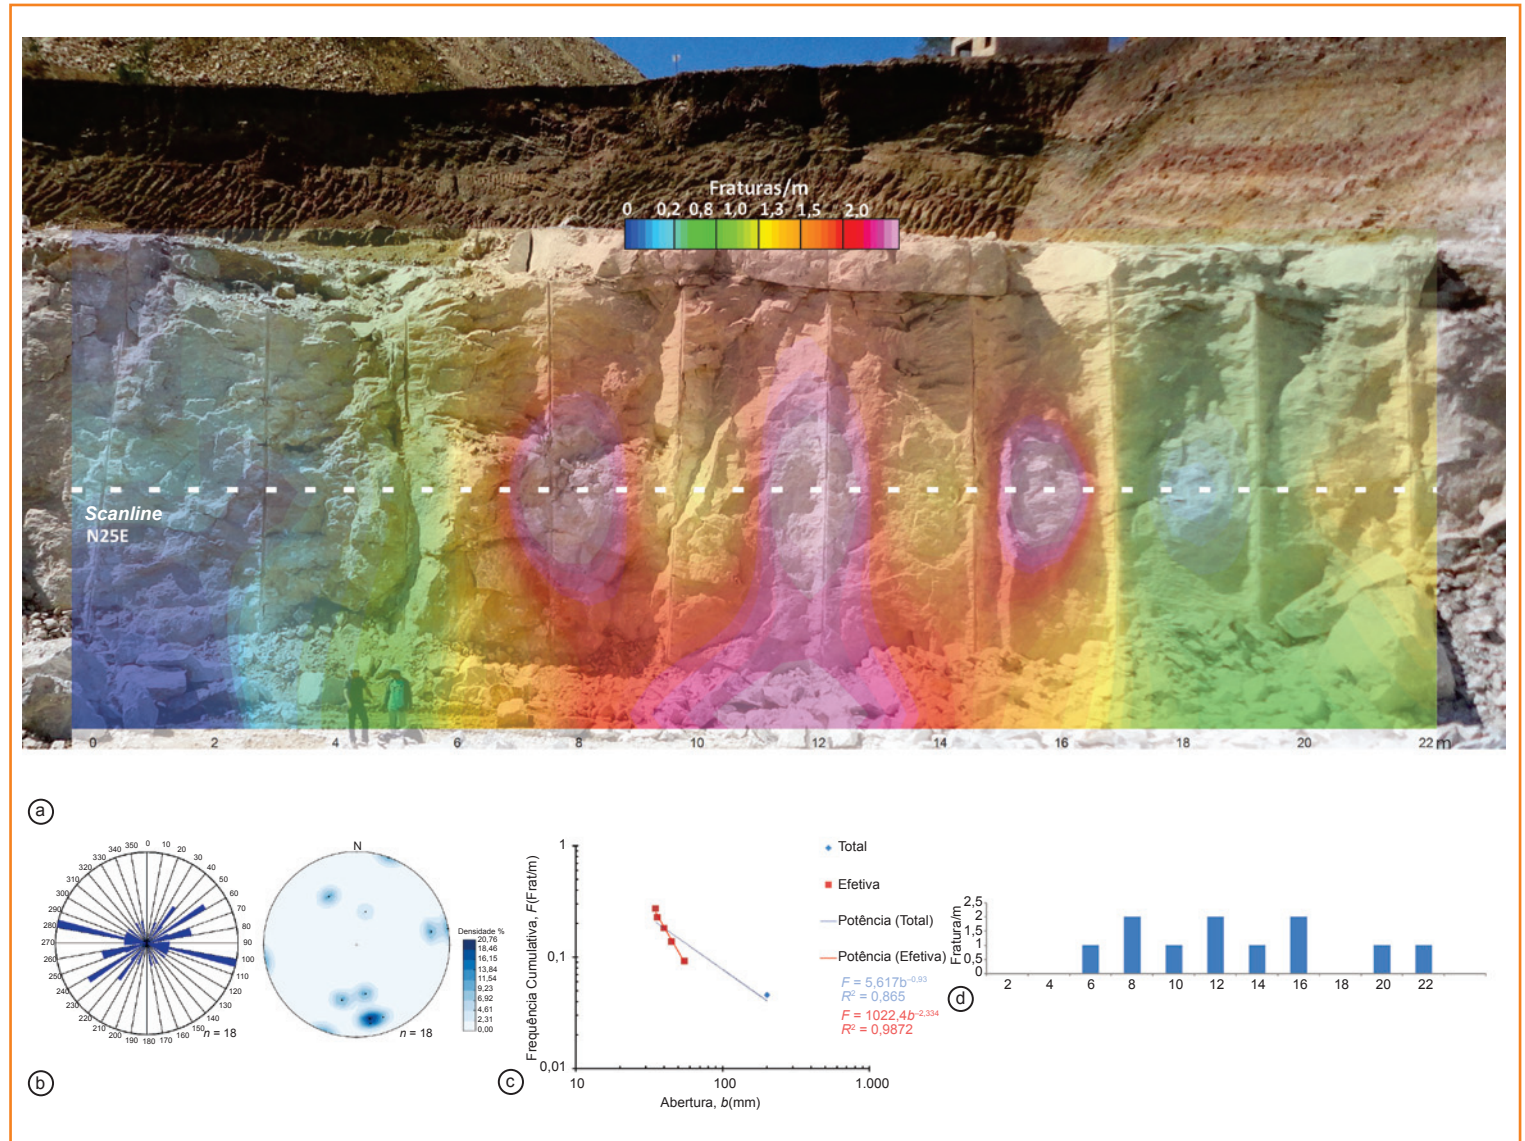 Fraturas/m
0 0,2 0,8 1,0 1,3 1,5 2,0
Scanline
N25E
0 2 4 6 8 10 12 14 16 18 20 22 m
a
0 10 20 30 40 50 60 70 80 90 100 110 120 130 140 150 160 170 180 190 200 210 220 230 240 250 260 270 280 290 300 310 320 330 340 350
n = 18
b
N
n = 18
Densidade %
20,76
18,46
16,15
13,84
11,54
9,23
6,92
4,61
2,31
0,00
Frequência Cumulativa, F(Frat/m)
1
0,1
0,01
10 100 1.000
Abertura, b(mm)
Total
Efetiva
Potência (Total)
Potência (Efetiva)
F = 5,617b–0,93
R² = 0,865
F = 1022,4b–2,334
R² = 0,9872
c
Fraturas/m
2,5
2
1,5
1
0,5
0
2 4 6 8 10 12 14 16 18 20 22
d